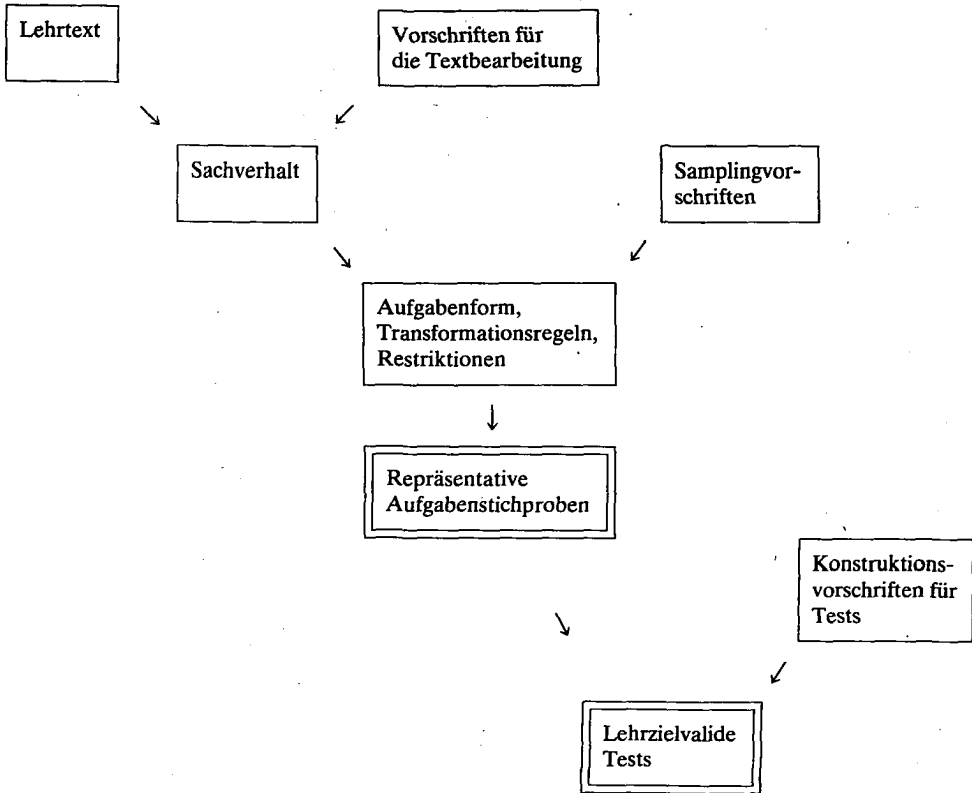 Lehrtext
Vorschriften für
die Textbearbeitung
Sachverhalt
Samplingvor-
schriften
Aufgabenform,
Transformationsregeln,
Restriktionen
Repräsentative
Aufgabenstichproben
Konstruktions-
vorschriften für
Tests
Lehrzielvalide
Tests